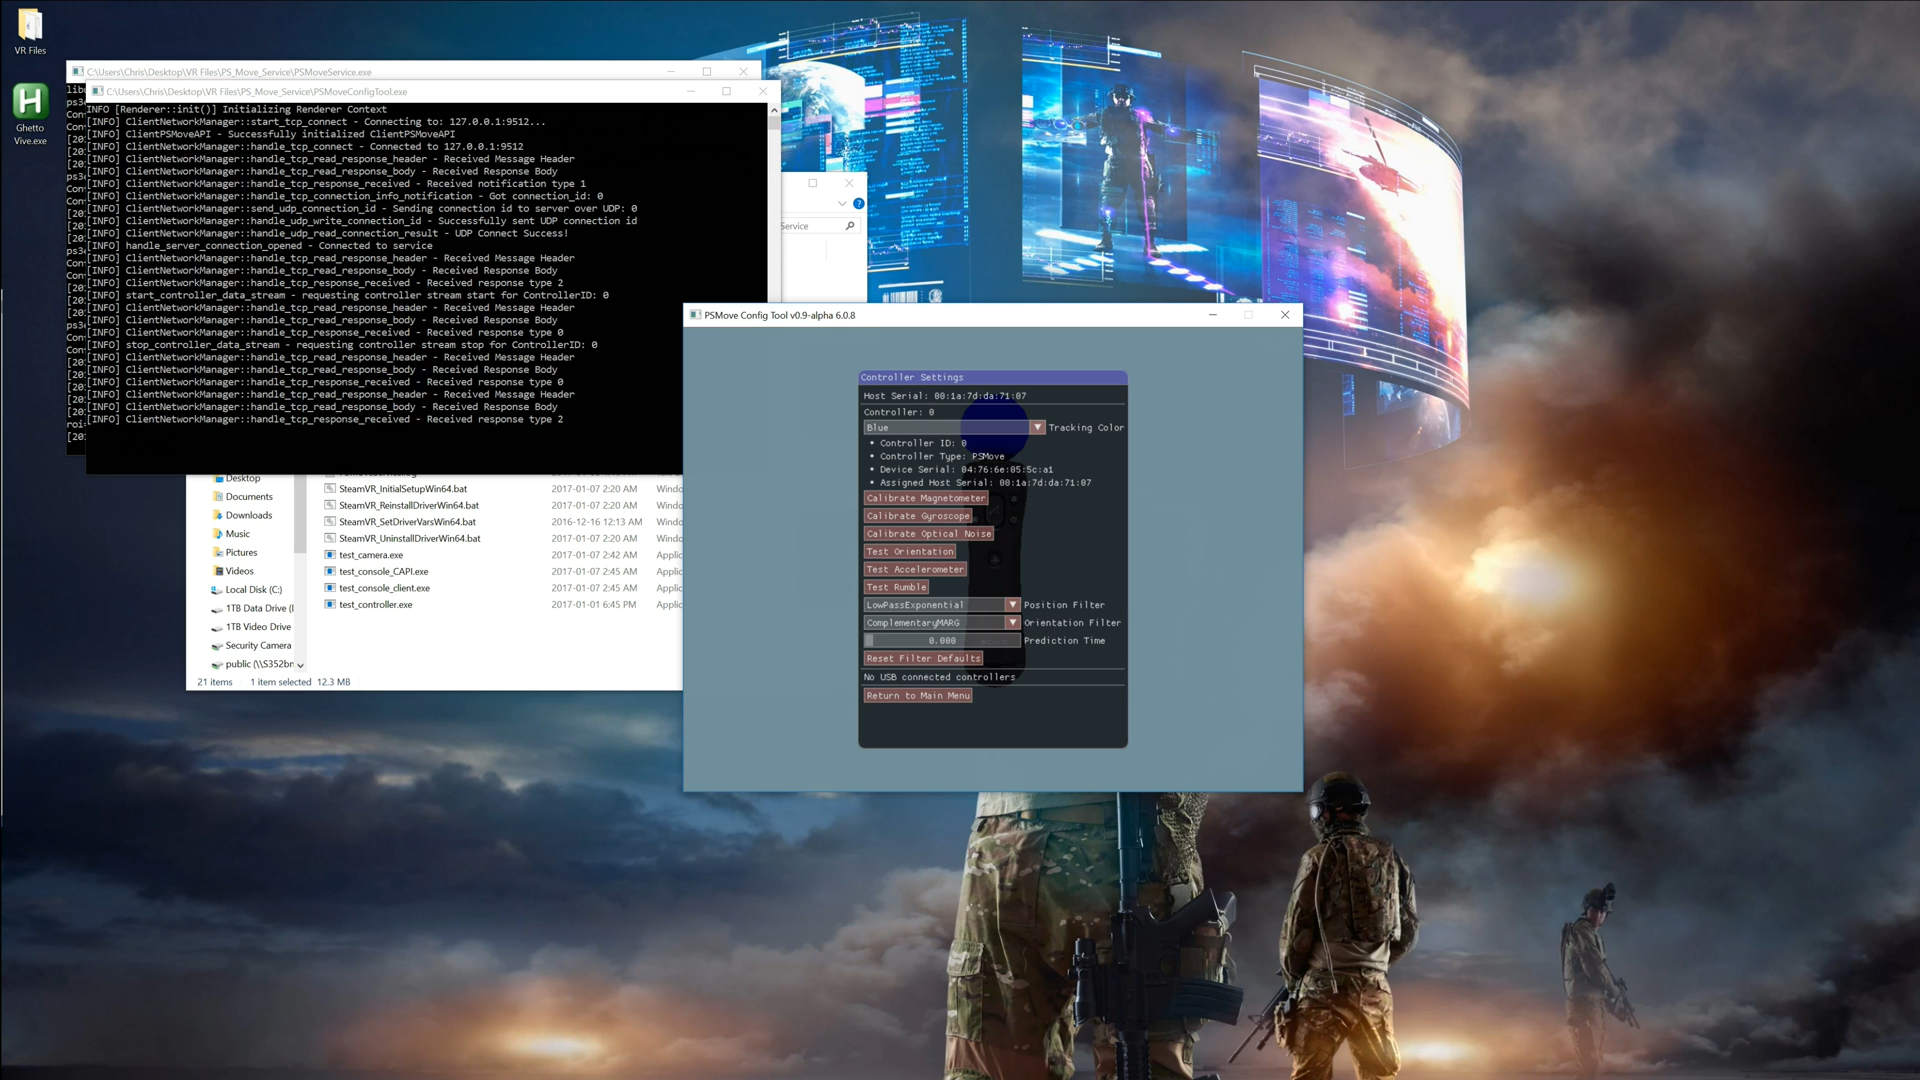 VR Files
Ghetto
Vive.exe
C:\Users\Chris\Desktop\VR Files\PS_Move_Service\PSMoveService.exe
C:\Users\Chris\Desktop\VR Files\PS_Move_Service\PSMoveConfigTool.exe
INFO [Renderer::init()] Initializing Renderer Context
[INFO] ClientNetworkManager::start_tcp_connect - Connecting to: 127.0.0.1:9512...
[INFO] ClientPSMoveAPI - Successfully initialized ClientPSMoveAPI
[INFO] ClientNetworkManager::handle_tcp_connect - Connected to 127.0.0.1:9512
[INFO] ClientNetworkManager::handle_tcp_read_response_header - Received Message Header
[INFO] ClientNetworkManager::handle_tcp_read_response_body - Received Response Body
[INFO] ClientNetworkManager::handle_tcp_response_received - Received notification type 1
[INFO] ClientNetworkManager::handle_tcp_connection_info_notification - Got connection_id: 0
[INFO] ClientNetworkManager::send_udp_connection_id - Sending connection id to server over UDP: 0
[INFO] ClientNetworkManager::handle_udp_write_connection_id - Successfully sent UDP connection id
[INFO] ClientNetworkManager::handle_udp_read_connection_result - UDP Connect Success!
[INFO] handle_server_connection_opened - Connected to service
[INFO] ClientNetworkManager::handle_tcp_read_response_header - Received Message Header
[INFO] ClientNetworkManager::handle_tcp_read_response_body - Received Response Body
[INFO] ClientNetworkManager::handle_tcp_response_received - Received response type 2
[INFO] start_controller_data_stream - requesting controller stream start for ControllerID: 0
[INFO] ClientNetworkManager::handle_tcp_read_response_header - Received Message Header
[INFO] ClientNetworkManager::handle_tcp_read_response_body - Received Response Body
[INFO] ClientNetworkManager::handle_tcp_response_received - Received response type 0
[INFO] stop_controller_data_stream - requesting controller stream stop for ControllerID: 0
[INFO] ClientNetworkManager::handle_tcp_read_response_header - Received Message Header
[INFO] ClientNetworkManager::handle_tcp_read_response_body - Received Response Body
[INFO] ClientNetworkManager::handle_tcp_response_received - Received response type 0
[INFO] ClientNetworkManager::handle_tcp_read_response_header - Received Message Header
[INFO] ClientNetworkManager::handle_tcp_read_response_body - Received Response Body
[INFO] ClientNetworkManager::handle_tcp_response_received - Received response type 2
Service
Desktop
Documents
Downloads
Music
Pictures
Videos
Local Disk (C:)
1TB Data Drive (I
1TB Video Drive
Security Camera
public (\\S352br
SteamVR_InitialSetupWin64.bat 2017-01-07 2:20 AM Windo
SteamVR_ReinstallDriverWin64.bat 2017-01-07 2:20 AM Windo
SteamVR_SetDriverVarsWin64.bat 2016-12-16 12:13 AM Windo
SteamVR_UninstallDriverWin64.bat 2017-01-07 2:20 AM Windo
test_camera.exe 2017-01-07 2:42 AM Applic
test_console_CAPI.exe 2017-01-07 2:45 AM Applic
test_console_client.exe 2017-01-07 2:45 AM Applic
test_controller.exe 2017-01-01 6:45 PM Applic
21 items 1 item selected 12.3 MB
PSMove Config Tool v0.9-alpha 6.0.8
Controller Settings
Host Serial: 00:1a:7d:da:71:07
Controller: 0
Blue Tracking Color
• Controller ID: 0
• Controller Type: PSMove
• Device Serial: 04:76:6e:05:5c:a1
• Assigned Host Serial: 00:1a:7d:da:71:07
Calibrate Magnetometer
Calibrate Gyroscope
Calibrate Optical Noise
Test Orientation
Test Accelerometer
Test Rumble
LowPassExponential Position Filter
ComplementaryMARG Orientation Filter
0.000 Prediction Time
Reset Filter Defaults
No USB connected controllers
Return to Main Menu